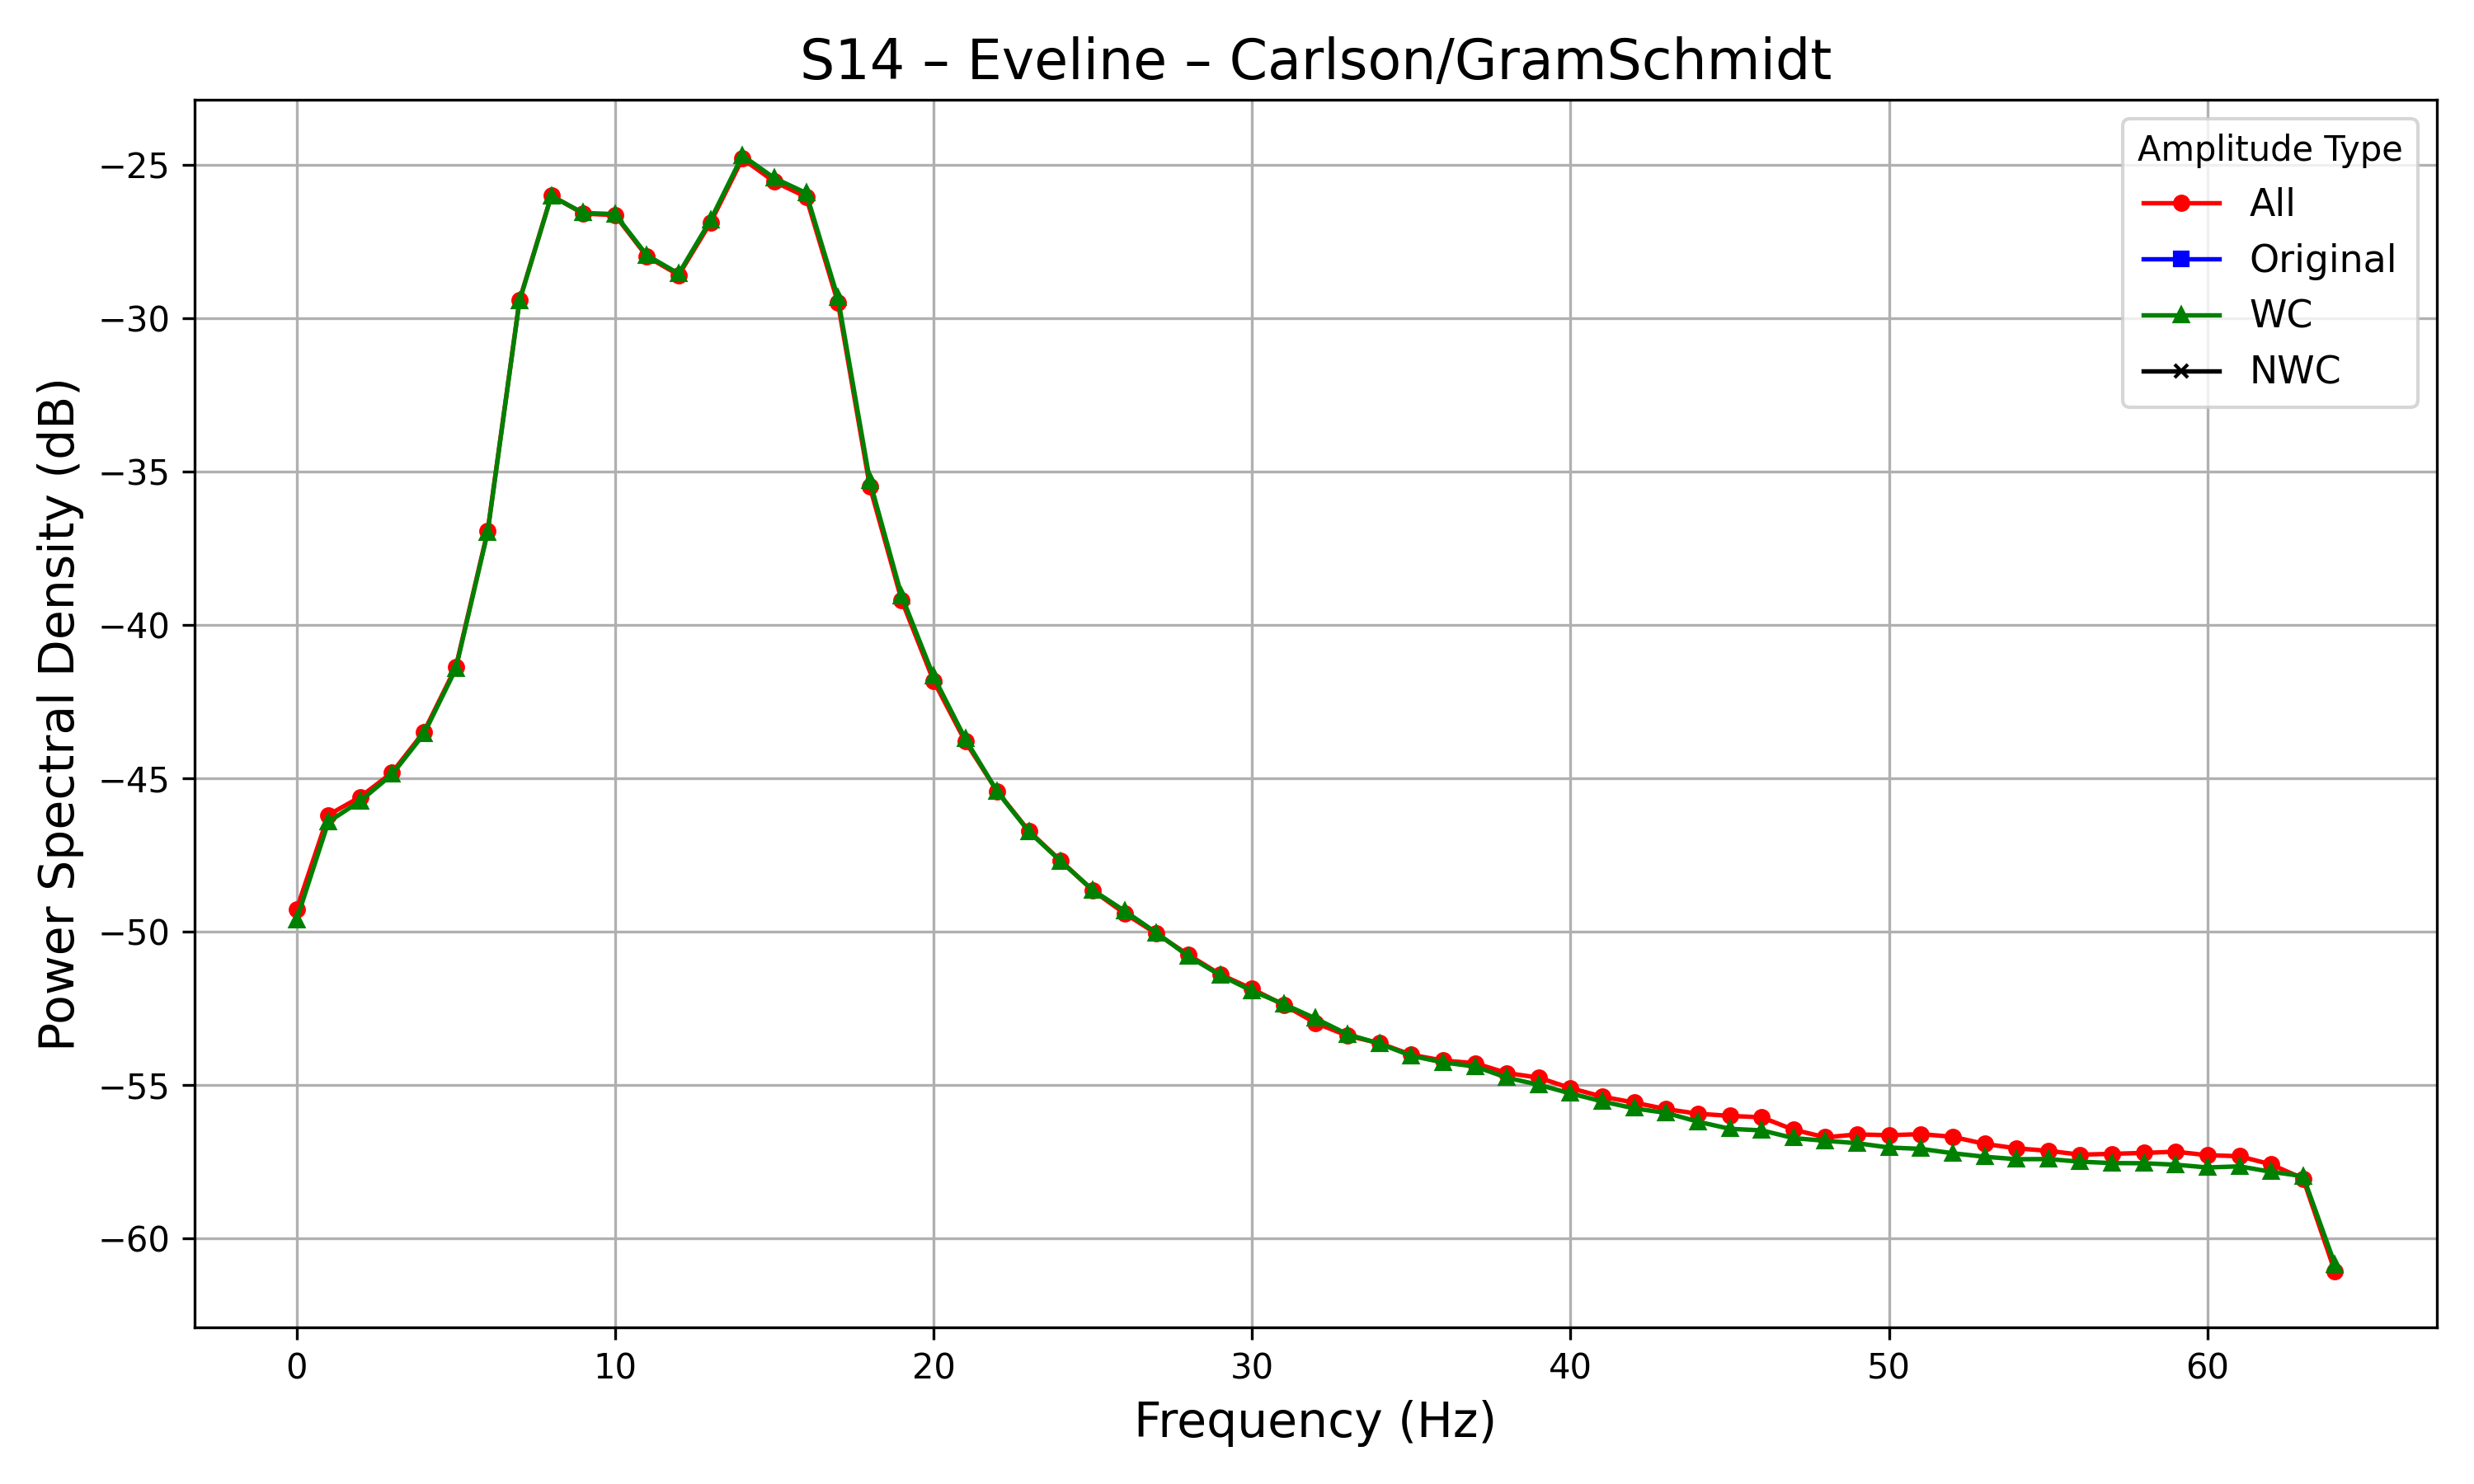 S14 – Eveline – Carlson/GramSchmidt
Power Spectral Density (dB)
−25
−30
−35
−40
−45
−50
−55
−60
Amplitude Type
All
Original
WC
NWC
0 10 20 30 40 50 60
Frequency (Hz)